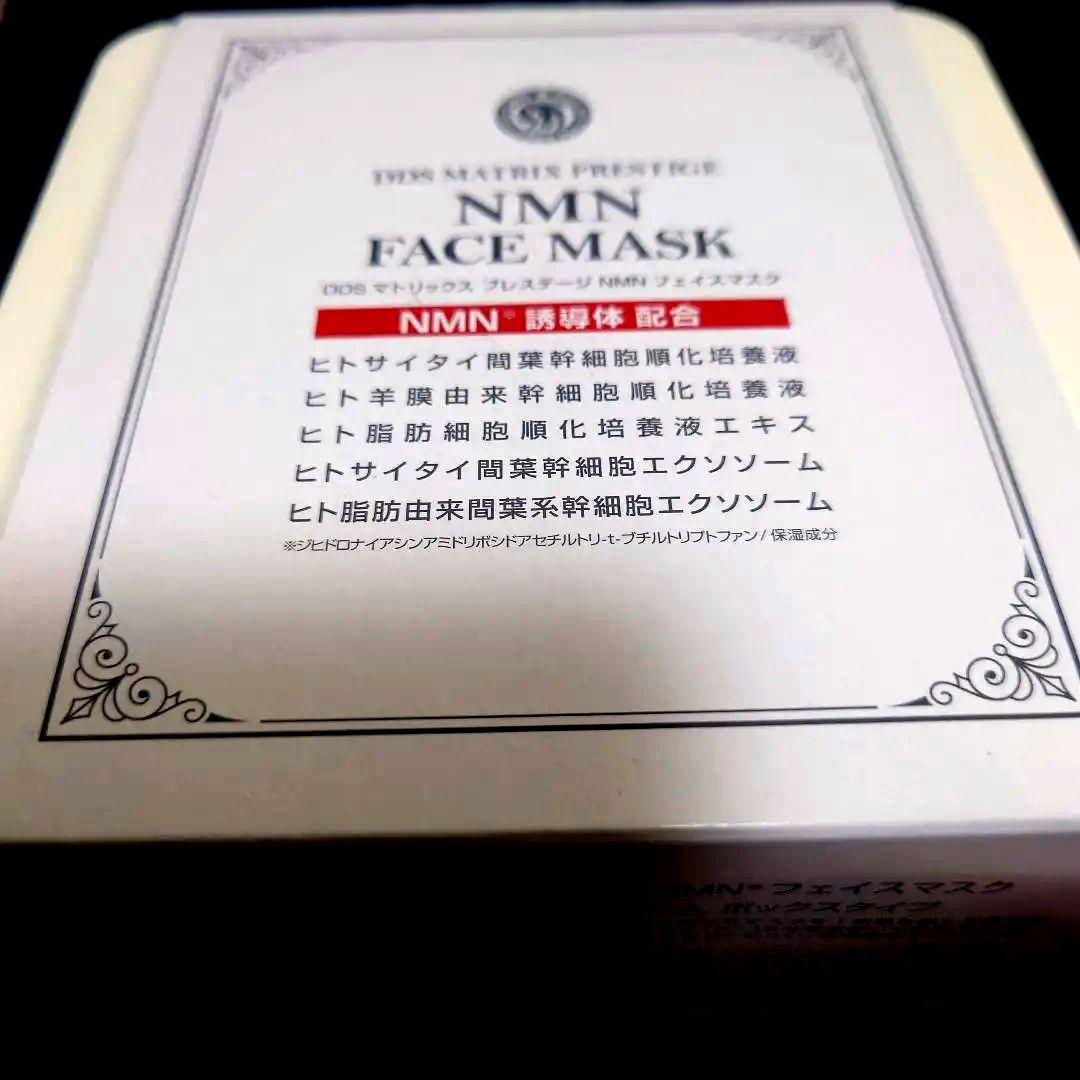 DDS MATRIX PRESTIGE
NMN
FACE MASK
DDS マトリックス プレステージ NMN フェイスマスク
NMN※ 誘導体 配合
ヒトサイタイ間葉幹細胞順化培養液
ヒト羊膜由来幹細胞順化培養液
ヒト脂肪細胞順化培養液エキス
ヒトサイタイ間葉幹細胞エクソソーム
ヒト脂肪由来間葉系幹細胞エクソソーム
※ジヒドロナイアシンアミドリボシドアセチルトリ-t-ブチルトリプトファン/保湿成分
NMN※フェイスマスク
ボックスタイプ